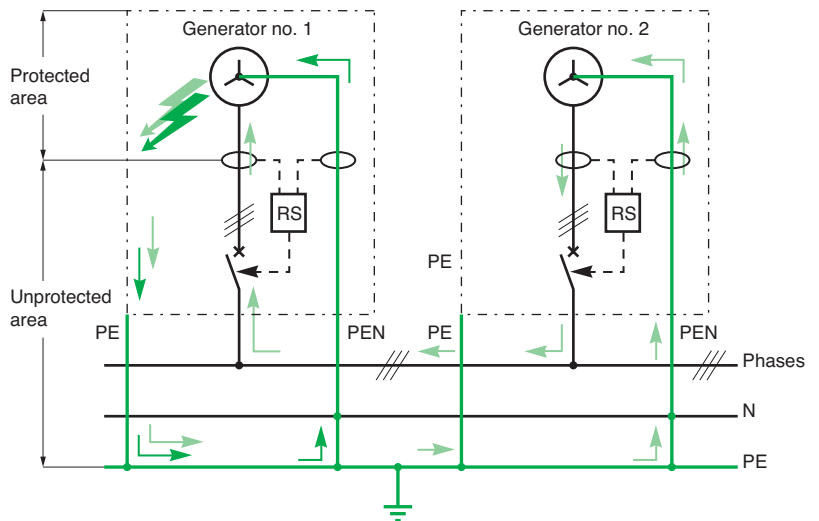 Generator no. 1
Generator no. 2
Protected
area
RS
RS
PE
Unprotected
area
PE
PEN
PE
PEN
Phases
N
PE